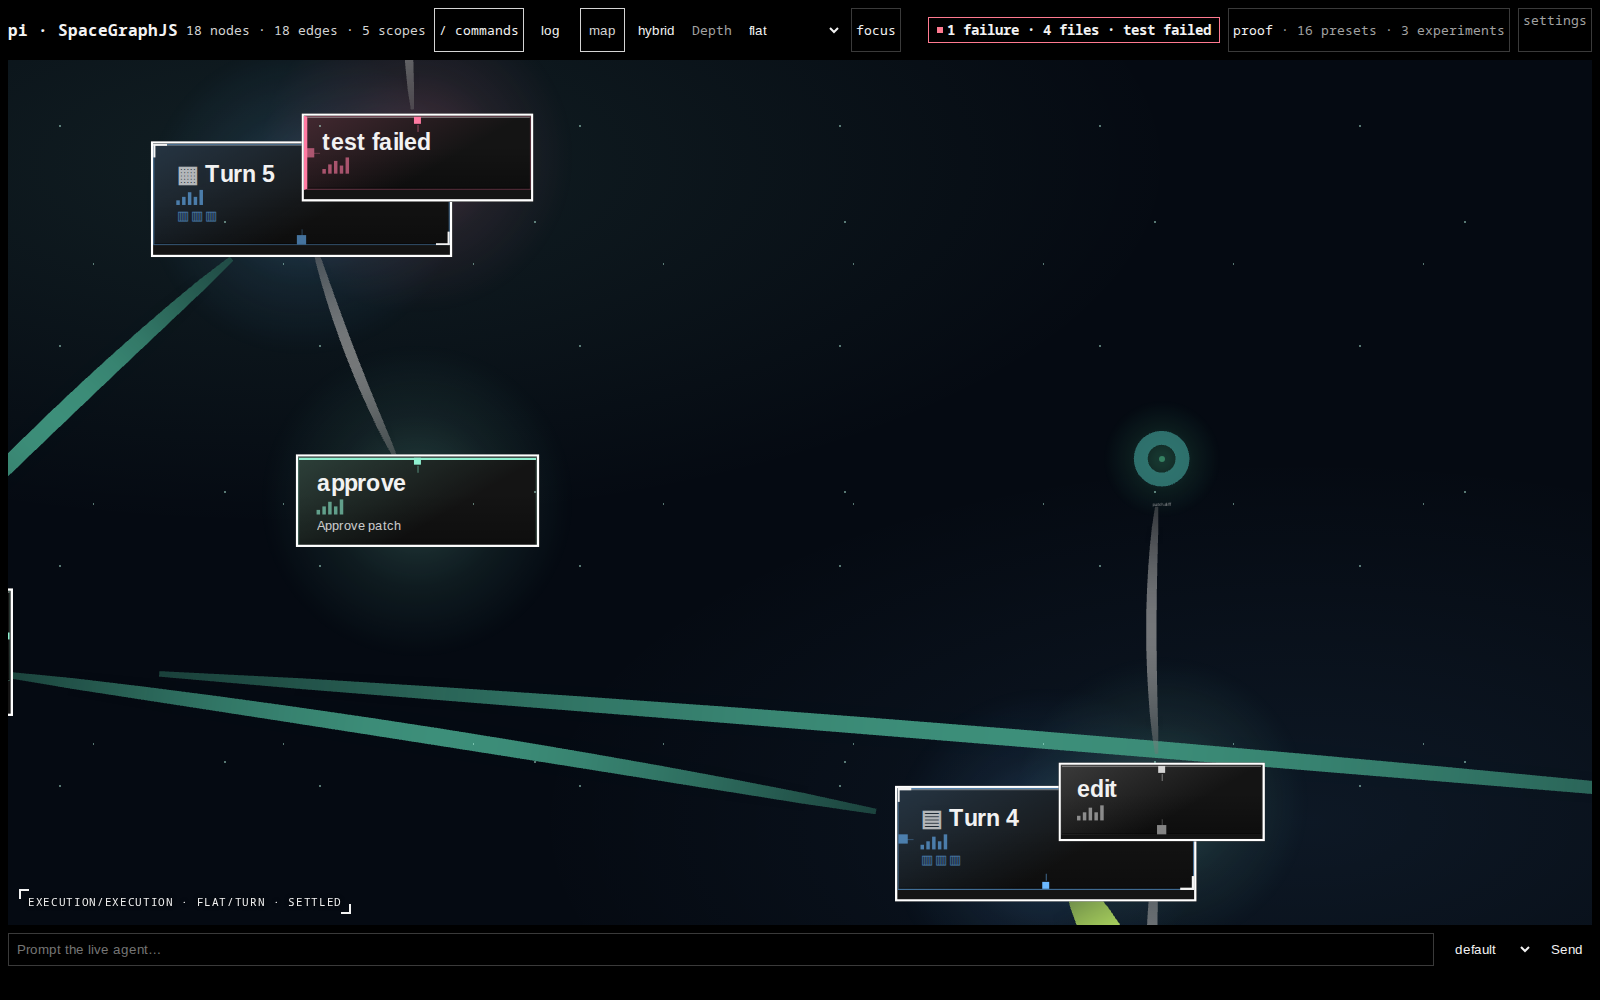 pi · SpaceGraphJS 18 nodes · 18 edges · 5 scopes / commands log map hybrid Depth flat focus 1 failure · 4 files · test failed proof · 16 presets · 3 experiments settings
test failed
Turn 5
approve
Approve patch
edit
Turn 4
EXECUTION/EXECUTION · FLAT/TURN · SETTLED
Prompt the live agent… default Send